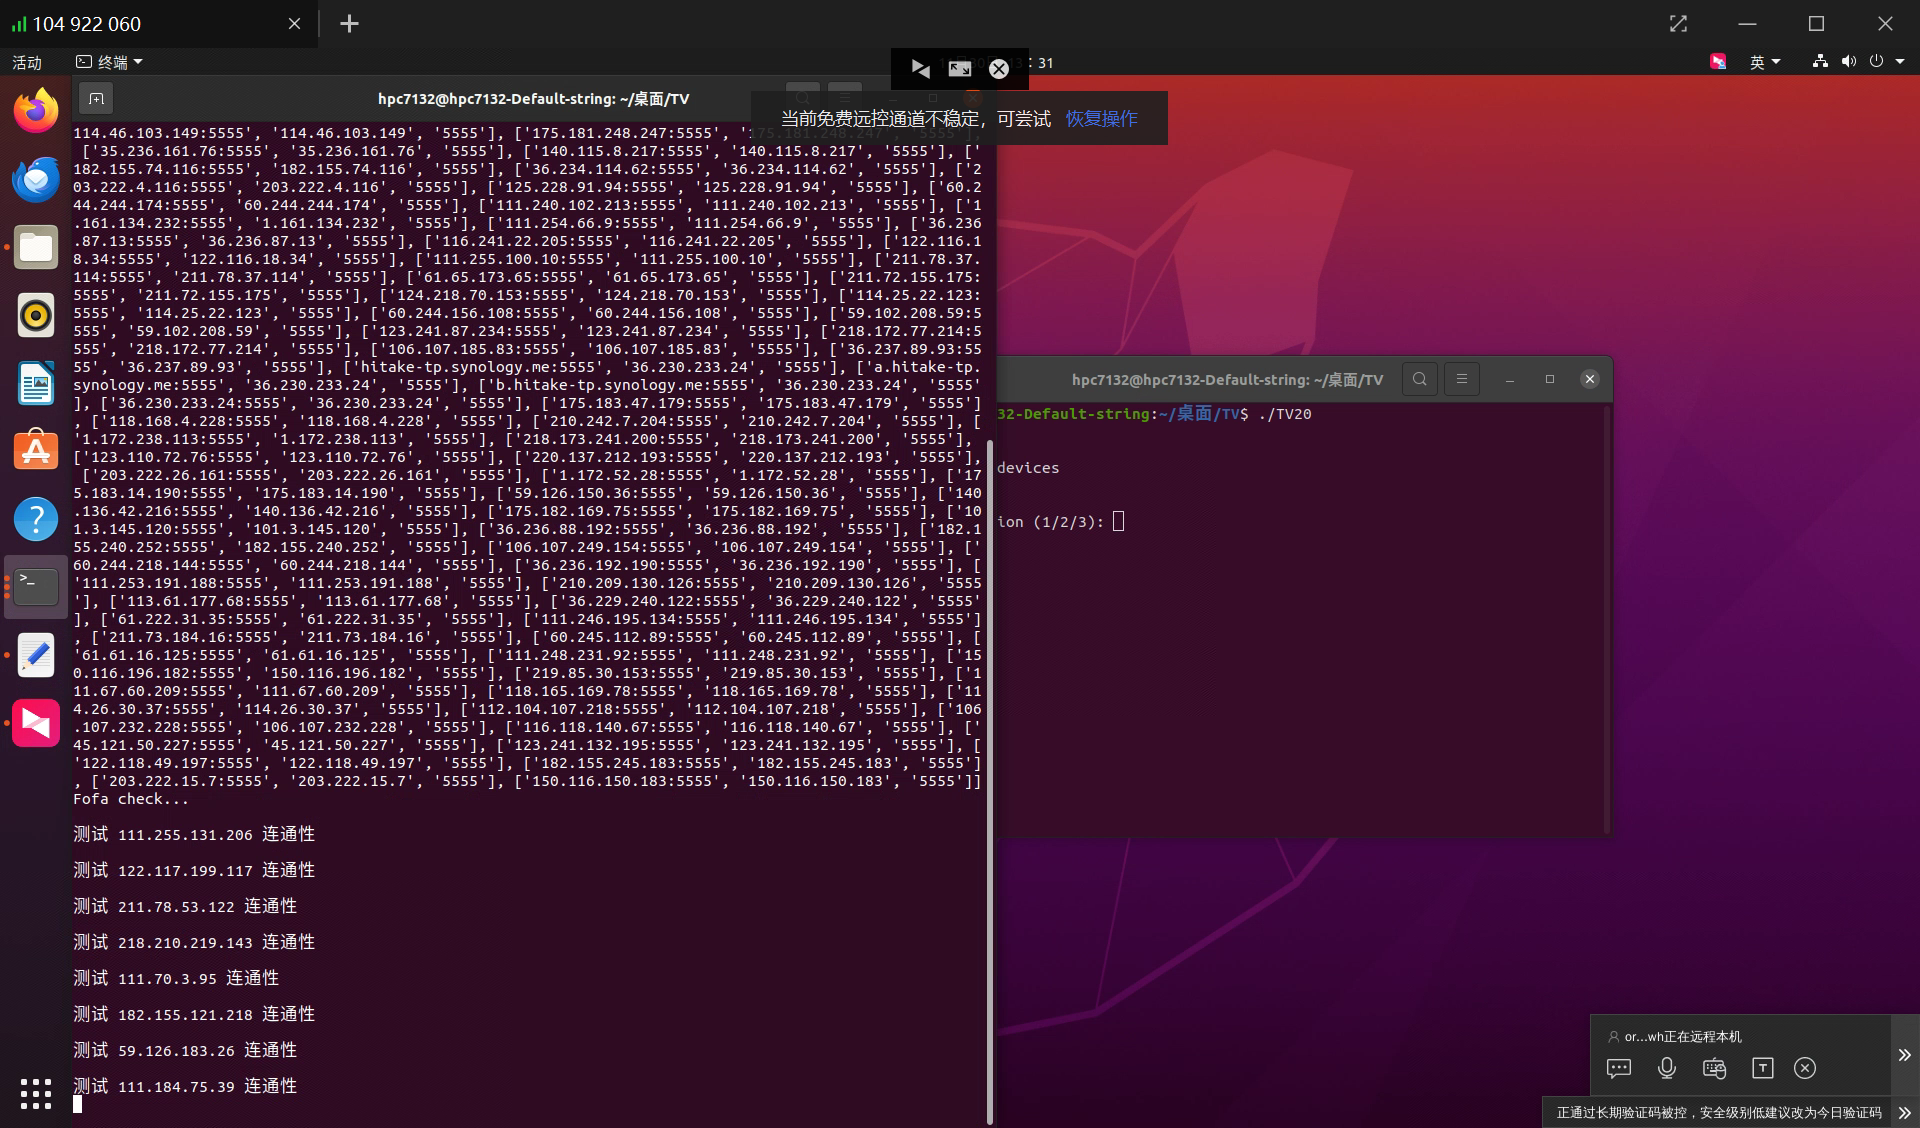 104 922 060
活动
终端
: 31
英
hpc7132@hpc7132-Default-string: ~/桌面/TV
当前免费远控通道不稳定，可尝试 恢复操作
114.46.103.149:5555', '114.46.103.149', '5555'], ['175.181.248.247:5555', '175.181.248.247', '5555'],
['35.236.161.76:5555', '35.236.161.76', '5555'], ['140.115.8.217:5555', '140.115.8.217', '5555'], ['
182.155.74.116:5555', '182.155.74.116', '5555'], ['36.234.114.62:5555', '36.234.114.62', '5555'], ['2
03.222.4.116:5555', '203.222.4.116', '5555'], ['125.228.91.94:5555', '125.228.91.94', '5555'], ['60.2
44.244.174:5555', '60.244.244.174', '5555'], ['111.240.102.213:5555', '111.240.102.213', '5555'], ['1
.161.134.232:5555', '1.161.134.232', '5555'], ['111.254.66.9:5555', '111.254.66.9', '5555'], ['36.236
.87.13:5555', '36.236.87.13', '5555'], ['116.241.22.205:5555', '116.241.22.205', '5555'], ['122.116.1
8.34:5555', '122.116.18.34', '5555'], ['111.255.100.10:5555', '111.255.100.10', '5555'], ['211.78.37.
114:5555', '211.78.37.114', '5555'], ['61.65.173.65:5555', '61.65.173.65', '5555'], ['211.72.155.175:
5555', '211.72.155.175', '5555'], ['124.218.70.153:5555', '124.218.70.153', '5555'], ['114.25.22.123:
5555', '114.25.22.123', '5555'], ['60.244.156.108:5555', '60.244.156.108', '5555'], ['59.102.208.59:5
555', '59.102.208.59', '5555'], ['123.241.87.234:5555', '123.241.87.234', '5555'], ['218.172.77.214:5
555', '218.172.77.214', '5555'], ['106.107.185.83:5555', '106.107.185.83', '5555'], ['36.237.89.93:55
55', '36.237.89.93', '5555'], ['hitake-tp.synology.me:5555', '36.230.233.24', '5555'], ['a.hitake-tp.
synology.me:5555', '36.230.233.24', '5555'], ['b.hitake-tp.synology.me:5555', '36.230.233.24', '5555'
], ['36.230.233.24:5555', '36.230.233.24', '5555'], ['175.183.47.179:5555', '175.183.47.179', '5555']
, ['118.168.4.228:5555', '118.168.4.228', '5555'], ['210.242.7.204:5555', '210.242.7.204', '5555'], [
'1.172.238.113:5555', '1.172.238.113', '5555'], ['218.173.241.200:5555', '218.173.241.200', '5555'],
['123.110.72.76:5555', '123.110.72.76', '5555'], ['220.137.212.193:5555', '220.137.212.193', '5555'],
['203.222.26.161:5555', '203.222.26.161', '5555'], ['1.172.52.28:5555', '1.172.52.28', '5555'], ['17
5.183.14.190:5555', '175.183.14.190', '5555'], ['59.126.150.36:5555', '59.126.150.36', '5555'], ['140
.136.42.216:5555', '140.136.42.216', '5555'], ['175.182.169.75:5555', '175.182.169.75', '5555'], ['10
1.3.145.120:5555', '101.3.145.120', '5555'], ['36.236.88.192:5555', '36.236.88.192', '5555'], ['182.1
55.240.252:5555', '182.155.240.252', '5555'], ['106.107.249.154:5555', '106.107.249.154', '5555'], ['
60.244.218.144:5555', '60.244.218.144', '5555'], ['36.236.192.190:5555', '36.236.192.190', '5555'], [
'111.253.191.188:5555', '111.253.191.188', '5555'], ['210.209.130.126:5555', '210.209.130.126', '5555
'], ['113.61.177.68:5555', '113.61.177.68', '5555'], ['36.229.240.122:5555', '36.229.240.122', '5555'
], ['61.222.31.35:5555', '61.222.31.35', '5555'], ['111.246.195.134:5555', '111.246.195.134', '5555']
, ['211.73.184.16:5555', '211.73.184.16', '5555'], ['60.245.112.89:5555', '60.245.112.89', '5555'], [
'61.61.16.125:5555', '61.61.16.125', '5555'], ['111.248.231.92:5555', '111.248.231.92', '5555'], ['15
0.116.196.182:5555', '150.116.196.182', '5555'], ['219.85.30.153:5555', '219.85.30.153', '5555'], ['1
11.67.60.209:5555', '111.67.60.209', '5555'], ['118.165.169.78:5555', '118.165.169.78', '5555'], ['11
4.26.30.37:5555', '114.26.30.37', '5555'], ['112.104.107.218:5555', '112.104.107.218', '5555'], ['106
.107.232.228:5555', '106.107.232.228', '5555'], ['116.118.140.67:5555', '116.118.140.67', '5555'], ['
45.121.50.227:5555', '45.121.50.227', '5555'], ['123.241.132.195:5555', '123.241.132.195', '5555'], [
'122.118.49.197:5555', '122.118.49.197', '5555'], ['182.155.245.183:5555', '182.155.245.183', '5555']
, ['203.222.15.7:5555', '203.222.15.7', '5555'], ['150.116.150.183:5555', '150.116.150.183', '5555']]
Fofa check...
测试 111.255.131.206 连通性
测试 122.117.199.117 连通性
测试 211.78.53.122 连通性
测试 218.210.219.143 连通性
测试 111.70.3.95 连通性
测试 182.155.121.218 连通性
测试 59.126.183.26 连通性
测试 111.184.75.39 连通性
hpc7132@hpc7132-Default-string: ~/桌面/TV
32-Default-string:~/桌面/TV$ ./TV20
devices
ion (1/2/3):
or...wh正在远程本机
正通过长期验证码被控，安全级别低建议改为今日验证码